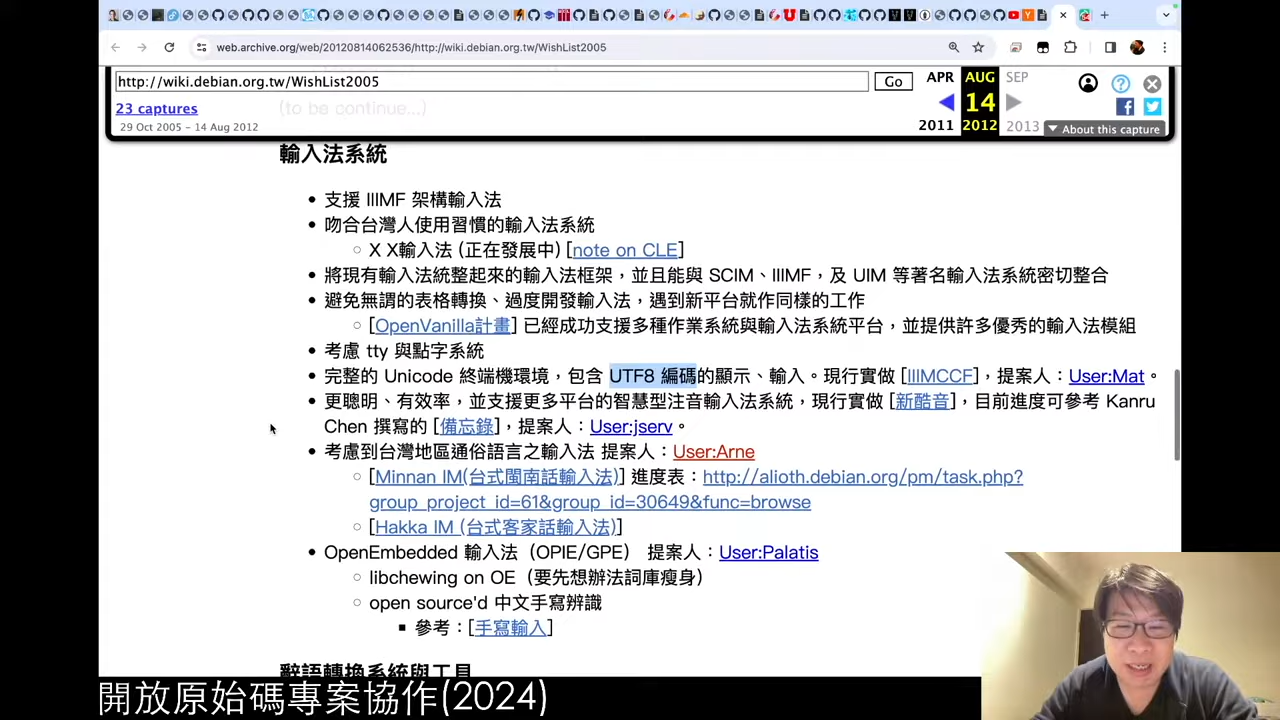 web.archive.org/web/20120814062536/http://wiki.debian.org.tw/WishList2005
http://wiki.debian.org.tw/WishList2005
Go
APR
AUG
SEP
23 captures
(to be continue...)
14
29 Oct 2005 – 14 Aug 2012
2011
2012
2013
About this capture
輸入法系統
支援 IIIMF 架構輸入法
吻合台灣人使用習慣的輸入法系統
X X輸入法 (正在發展中) [note on CLE]
將現有輸入法統整起來的輸入法框架，並且能與 SCIM、IIIMF，及 UIM 等著名輸入法系統密切整合
避免無謂的表格轉換、過度開發輸入法，遇到新平台就作同樣的工作
[OpenVanilla計畫] 已經成功支援多種作業系統與輸入法系統平台，並提供許多優秀的輸入法模組
考慮 tty 與點字系統
完整的 Unicode 終端機環境，包含 UTF8 編碼的顯示、輸入。現行實做 [IIIMCCF]，提案人：User:Mat。
更聰明、有效率，並支援更多平台的智慧型注音輸入法系統，現行實做 [新酷音]，目前進度可參考 Kanru
Chen 撰寫的 [備忘錄]，提案人：User:jserv。
考慮到台灣地區通俗語言之輸入法 提案人：User:Arne
[Minnan IM(台式閩南話輸入法)] 進度表：http://alioth.debian.org/pm/task.php?
group_project_id=61&group_id=30649&func=browse
[Hakka IM (台式客家話輸入法)]
OpenEmbedded 輸入法（OPIE/GPE） 提案人：User:Palatis
libchewing on OE（要先想辦法詞庫瘦身）
open source'd 中文手寫辨識
參考：[手寫輸入]
辭語轉換系統與工具
開放原始碼專案協作(2024)